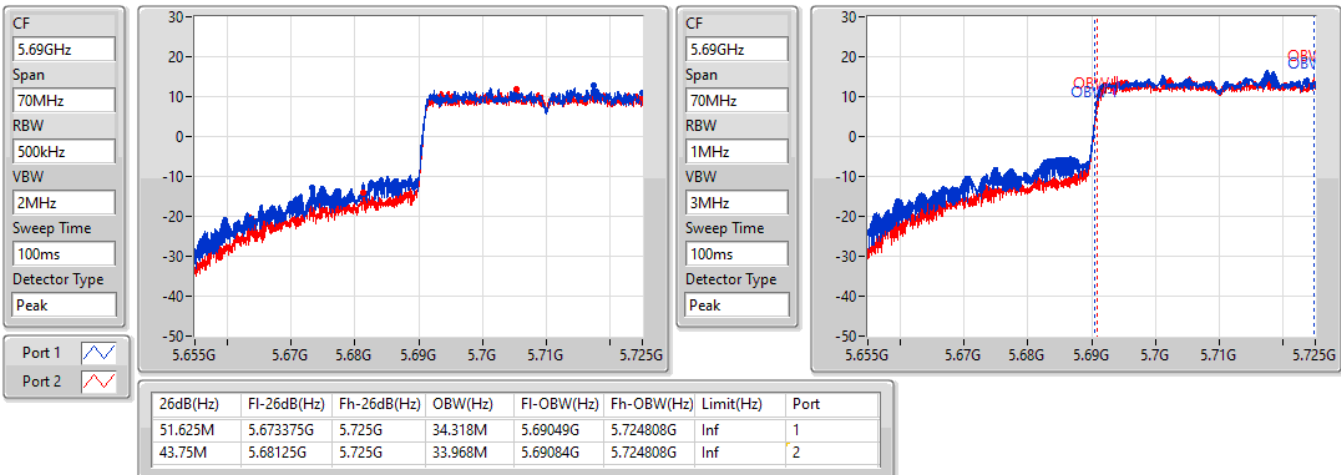 CF
5.69GHz
Span
70MHz
RBW
500kHz
VBW
2MHz
Sweep Time
100ms
Detector Type
Peak
Port 1
Port 2
30
20
10
0
-10
-20
-30
-40
-50
5.655G 5.67G 5.68G 5.69G 5.7G 5.71G 5.725G
CF
5.69GHz
Span
70MHz
RBW
1MHz
VBW
3MHz
Sweep Time
100ms
Detector Type
Peak
30
20
10
0
-10
-20
-30
-40
-50
5.655G 5.67G 5.68G 5.69G 5.7G 5.71G 5.725G
26dB(Hz) Fl-26dB(Hz) Fh-26dB(Hz) OBW(Hz) Fl-OBW(Hz) Fh-OBW(Hz) Limit(Hz) Port
51.625M 5.673375G 5.725G 34.318M 5.69049G 5.724808G Inf 1
43.75M 5.68125G 5.725G 33.968M 5.69084G 5.724808G Inf 2